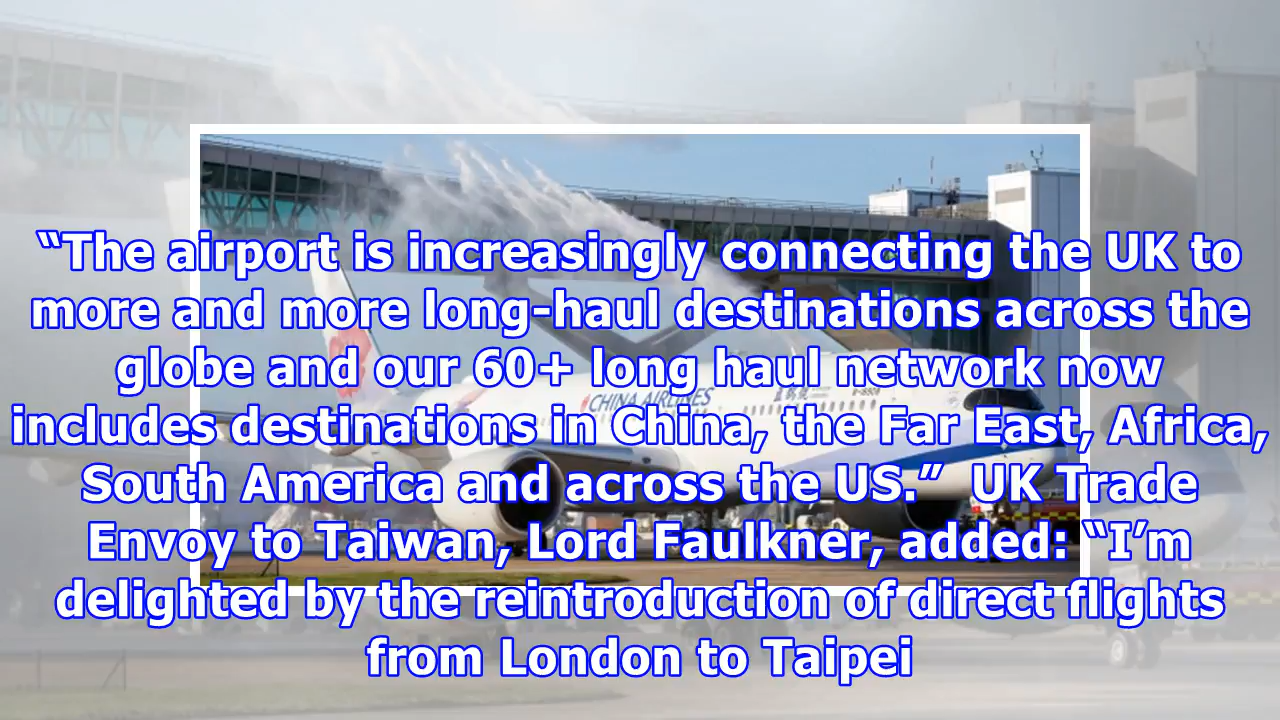 “The airport is increasingly connecting the UK to
more and more long-haul destinations across the
globe and our 60+ long haul network now
includes destinations in China, the Far East, Africa,
South America and across the US.”  UK Trade
Envoy to Taiwan, Lord Faulkner, added: “I’m
delighted by the reintroduction of direct flights
from London to Taipei
CHINA AIRLINES